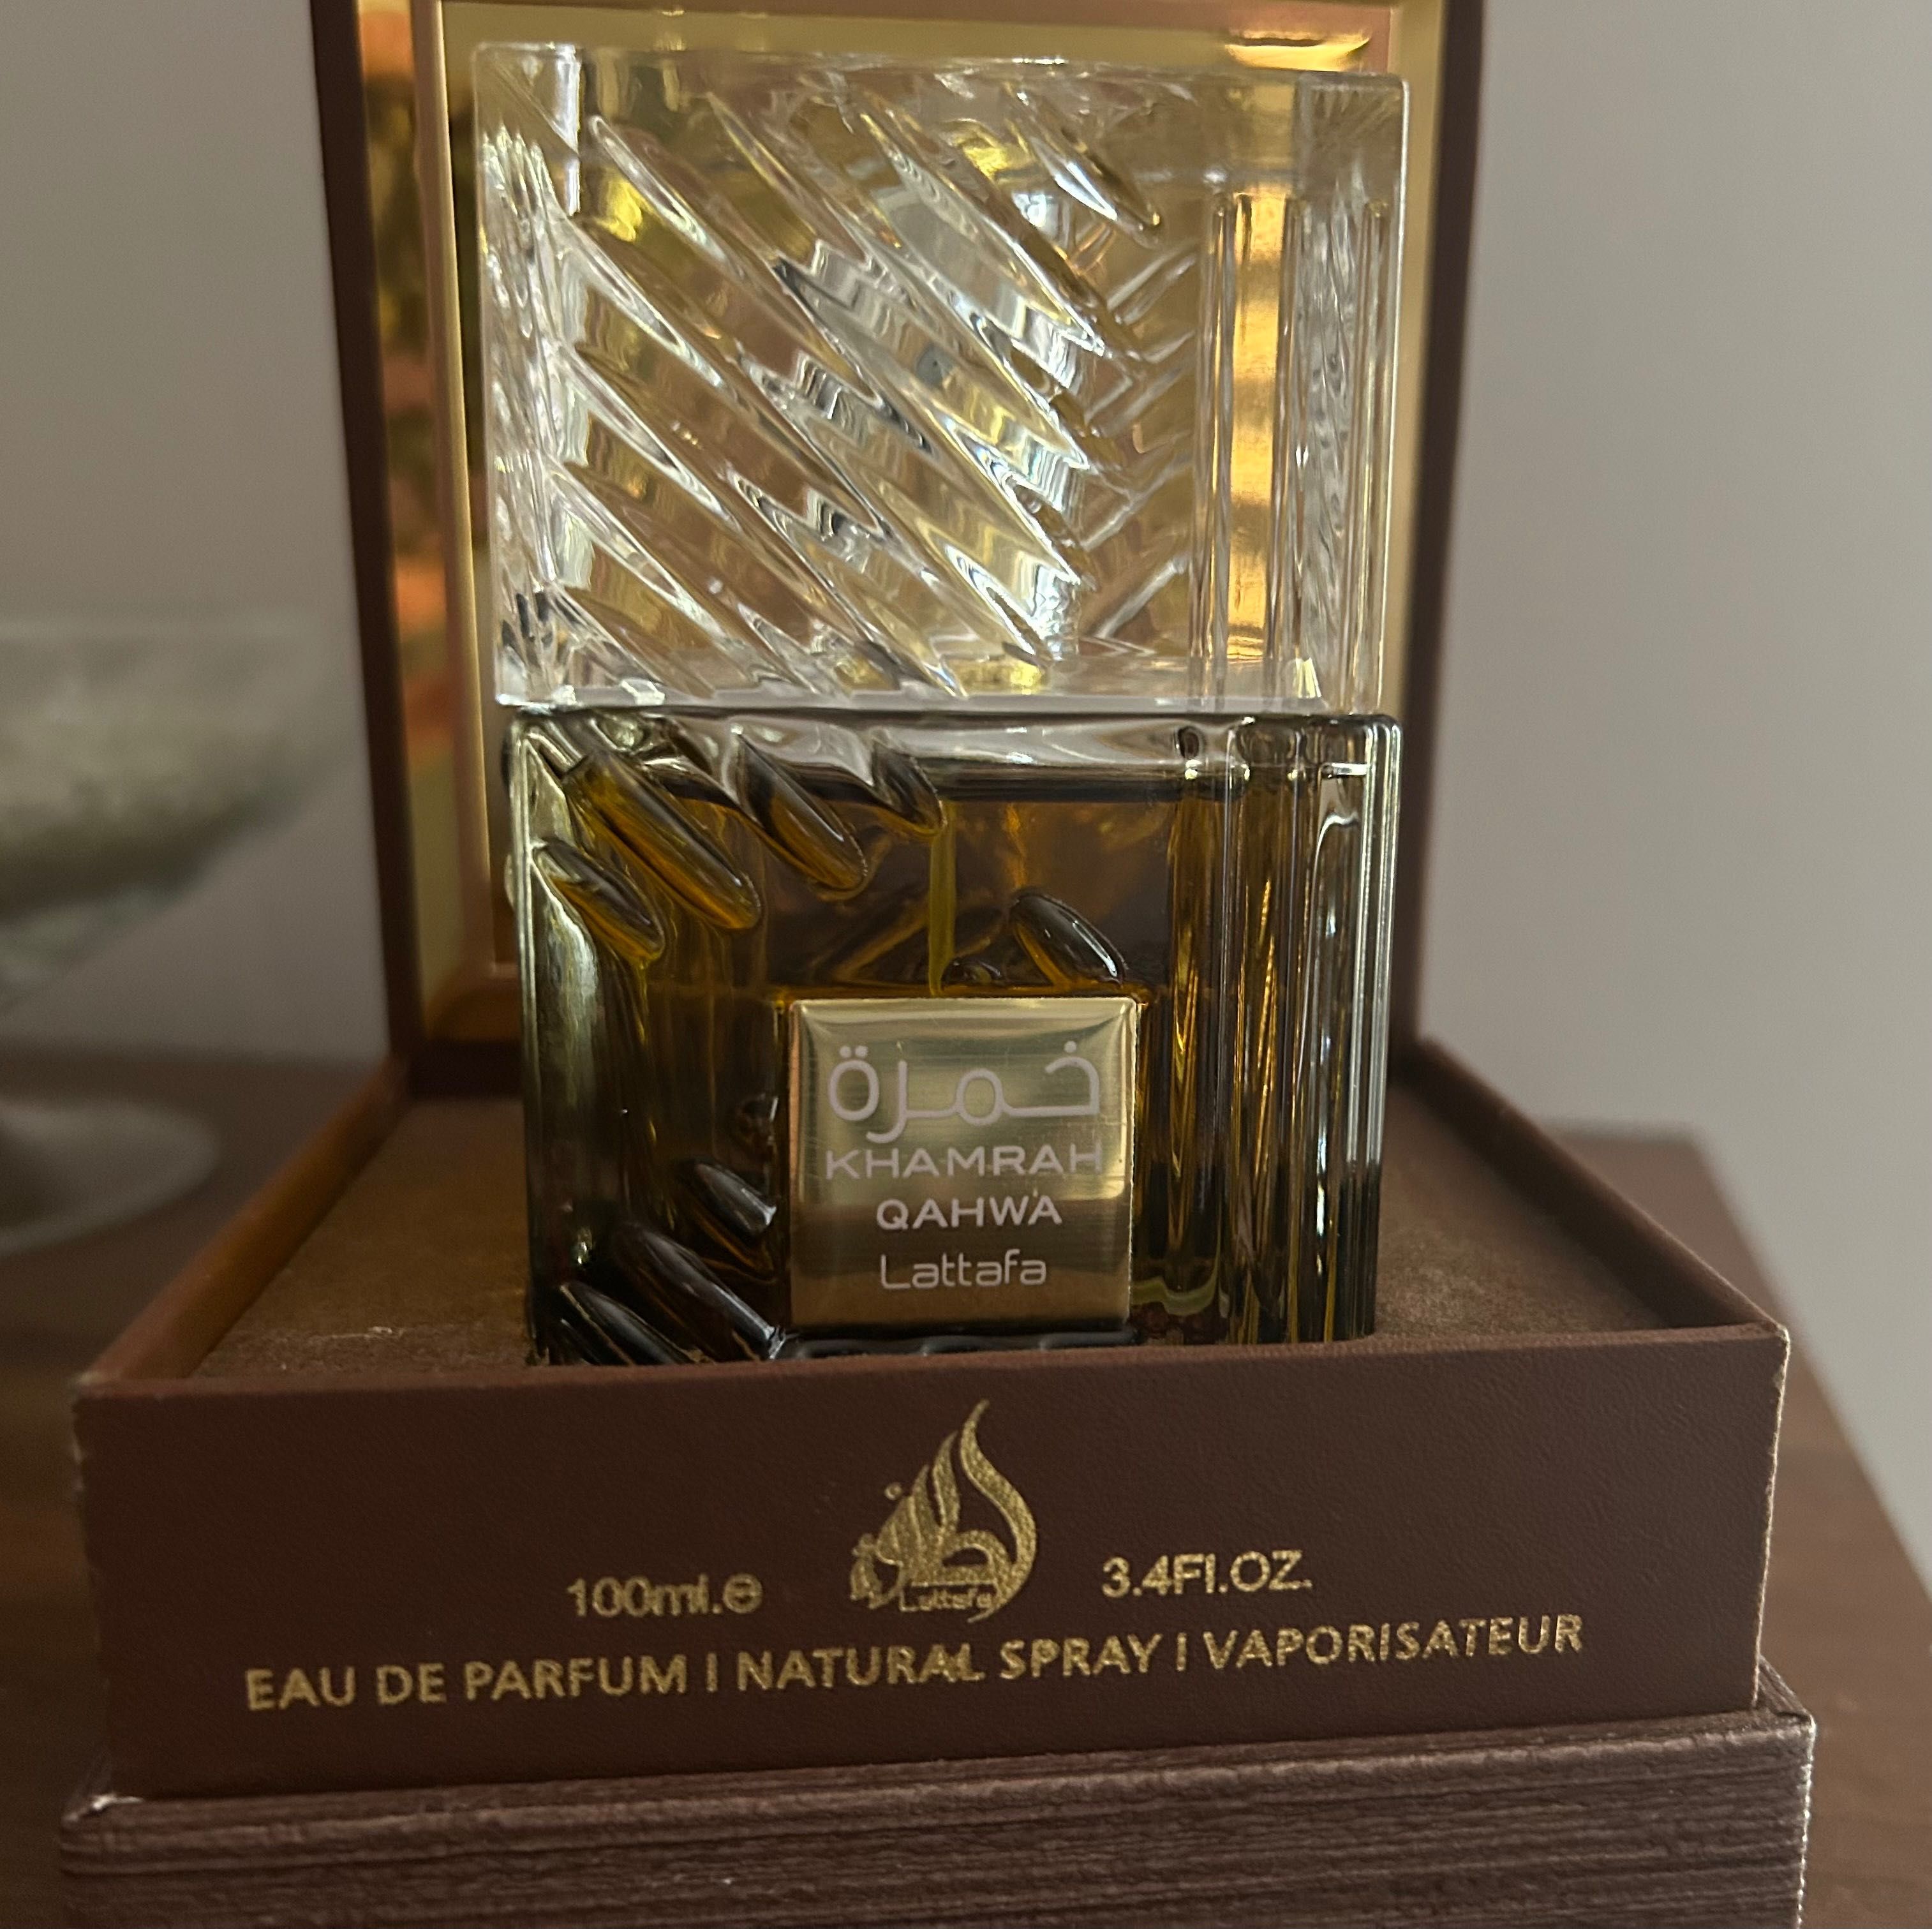 خمرة
KHAMRAH
QAHWA
Lattafa
Lattafa
100ml.e 3.4Fl.OZ.
EAU DE PARFUM | NATURAL SPRAY | VAPORISATEUR